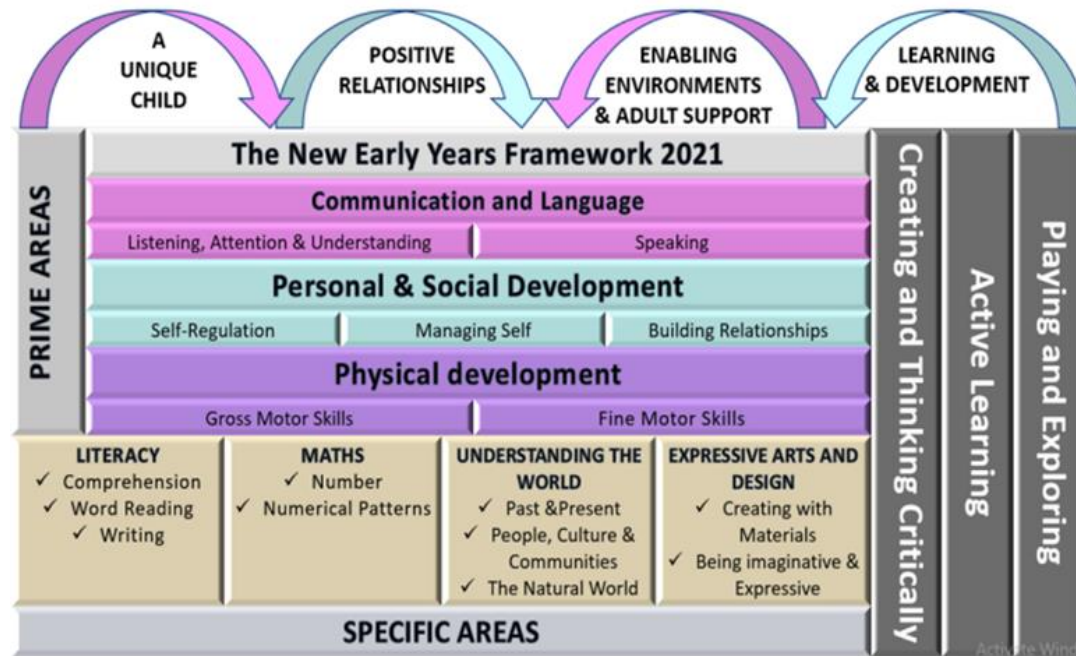 A
UNIQUE
CHILD
POSITIVE
RELATIONSHIPS
ENABLING
ENVIRONMENTS
& ADULT SUPPORT
LEARNING
& DEVELOPMENT
PRIME AREAS
The New Early Years Framework 2021
Communication and Language
Listening, Attention & Understanding
Speaking
Personal & Social Development
Self-Regulation
Managing Self
Building Relationships
Physical development
Gross Motor Skills
Fine Motor Skills
LITERACY
✓ Comprehension
✓ Word Reading
✓ Writing
MATHS
✓ Number
✓ Numerical Patterns
UNDERSTANDING THE
WORLD
✓ Past &Present
✓ People, Culture &
Communities
✓ The Natural World
EXPRESSIVE ARTS AND
DESIGN
✓ Creating with
Materials
✓ Being imaginative &
Expressive
SPECIFIC AREAS
Creating and Thinking Critically
Active Learning
Playing and Exploring
Activate Wind